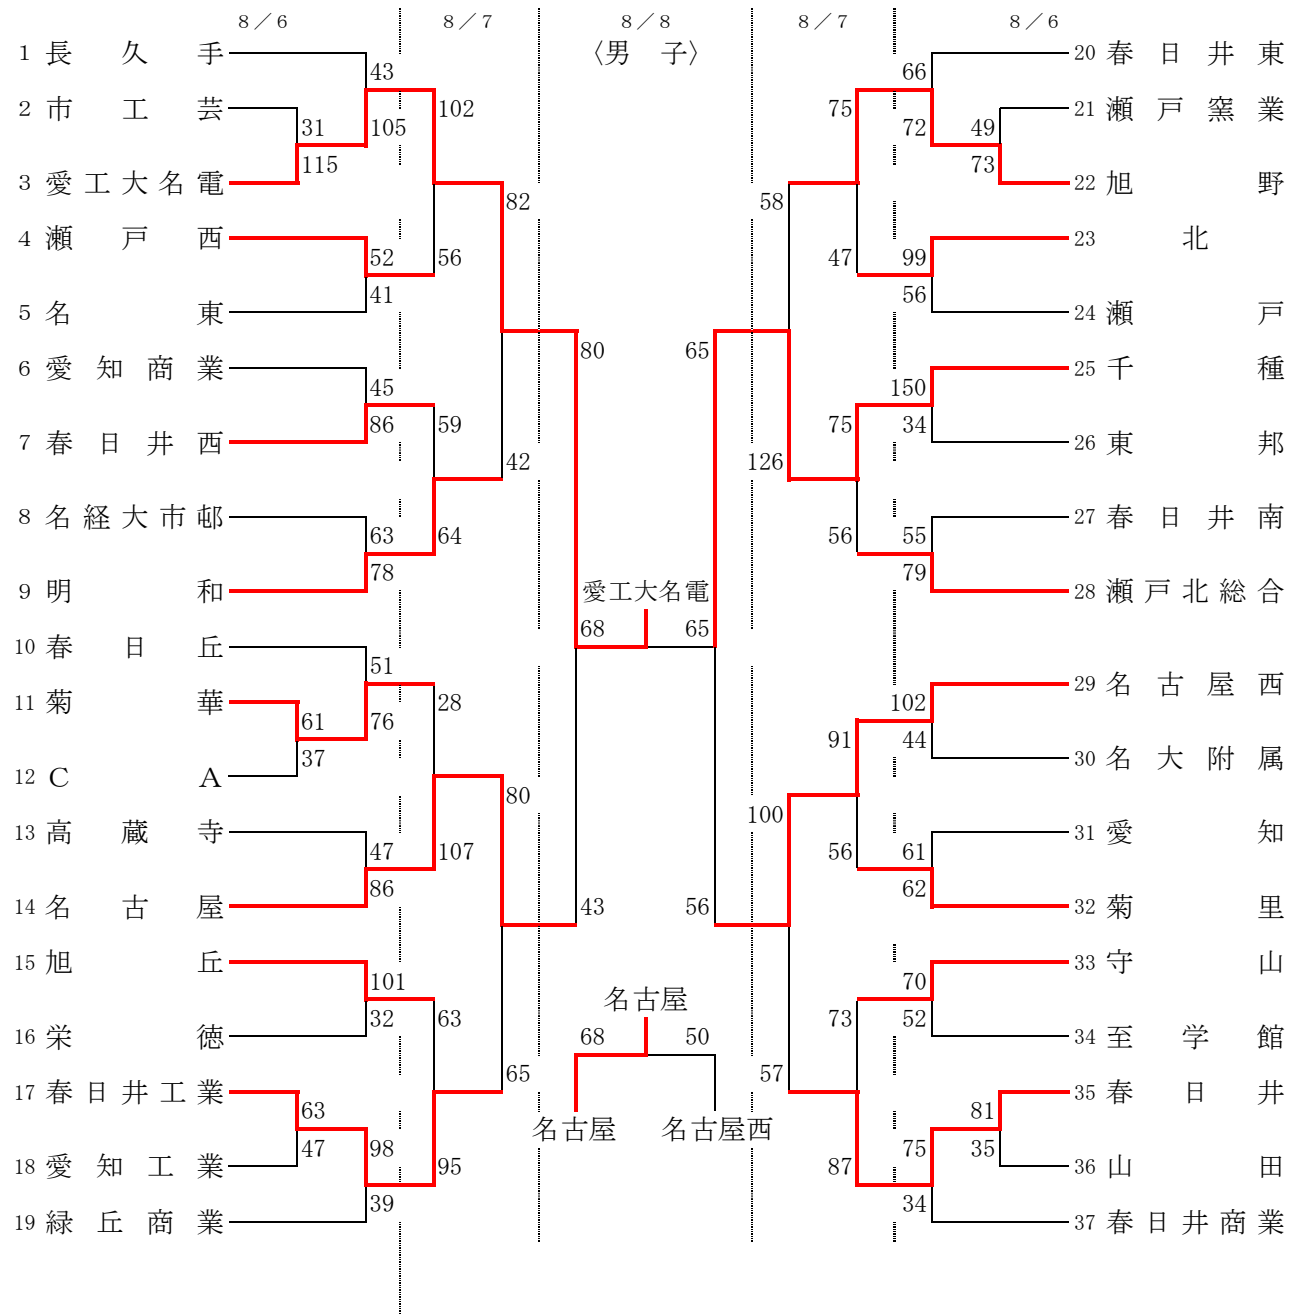 8／6 8／7 8／8 8／7 8／6
〈男 子〉
1 長久手
43
2 市工芸
31
105
102
115
3 愛工大名電
82
4 瀬戸西
52
56
41
5 名東
80
6 愛知商業
45
86
59
7 春日井西
42
8 名経大市邨
63
64
78
9 明和
愛工大名電
68 65
10 春日丘
51
11 菊華
61
76
28
37
12 CA
80
13 高蔵寺
47
107
86
14 名古屋
43
15 旭丘
101
32
63
16 栄徳
65
17 春日井工業
63
47
98
95
18 愛知工業
39
19 緑丘商業
名古屋
68 50
名古屋 名古屋西
20 春日井東
66
75
21 瀬戸窯業
72
49
73
22 旭野
58
23 北
47
99
56
24 瀬戸
65
25 千種
150
75
34
26 東邦
126
27 春日井南
56
55
79
28 瀬戸北総合
29 名古屋西
102
91
44
30 名大附属
100
31 愛知
56
61
62
32 菊里
56
33 守山
70
73
52
34 至学館
57
35 春日井
81
75
35
36 山田
87
34
37 春日井商業